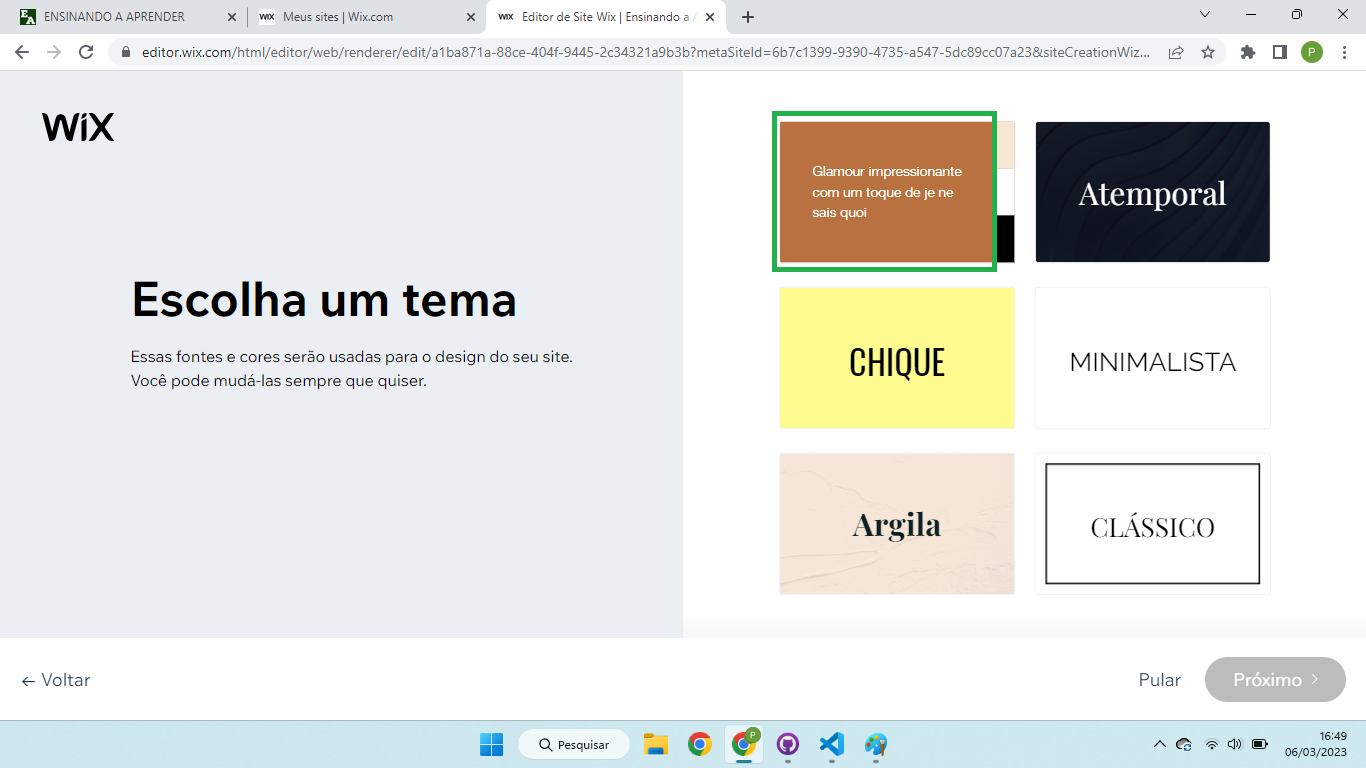 EA ENSINANDO A APRENDER
WiX Meus sites | Wix.com
WiX Editor de Site Wix | Ensinando a A
editor.wix.com/html/editor/web/renderer/edit/a1ba871a-88ce-404f-9445-2c34321a9b3b?metaSiteId=6b7c1399-9390-4735-a547-5dc89cc07a23&siteCreationWiz...
P
WiX
Escolha um tema
Essas fontes e cores serão usadas para o design do seu site.
Você pode mudá-las sempre que quiser.
Glamour impressionante
com um toque de je ne
sais quoi
Atemporal
CHIQUE
MINIMALISTA
Argila
CLÁSSICO
← Voltar
Pular
Próximo >
Pesquisar
P
16:49
06/03/2023